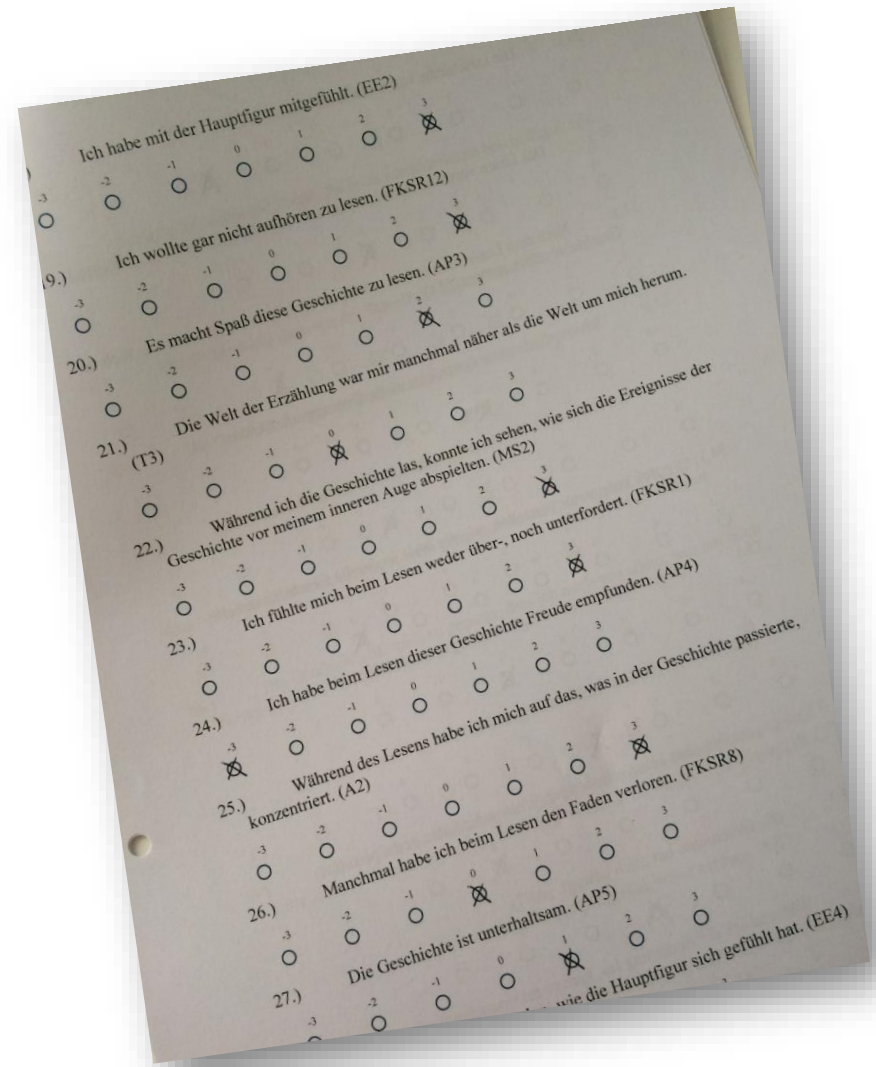 Ich habe mit der Hauptfigur mitgefühlt. (EE2)
-3 -2 -1 0 1 2 3
19.) Ich wollte gar nicht aufhören zu lesen. (FKSR12)
-3 -2 -1 0 1 2 3
20.) Es macht Spaß diese Geschichte zu lesen. (AP3)
-3 -2 -1 0 1 2 3
21.) Die Welt der Erzählung war mir manchmal näher als die Welt um mich herum.
(T3)
-3 -2 -1 0 1 2 3
22.) Während ich die Geschichte las, konnte ich sehen, wie sich die Ereignisse der
Geschichte vor meinem inneren Auge abspielten. (MS2)
-3 -2 -1 0 1 2 3
23.) Ich fühlte mich beim Lesen weder über-, noch unterfordert. (FKSR1)
-3 -2 -1 0 1 2 3
24.) Ich habe beim Lesen dieser Geschichte Freude empfunden. (AP4)
-3 -2 -1 0 1 2 3
25.) Während des Lesens habe ich mich auf das, was in der Geschichte passierte,
konzentriert. (A2)
-3 -2 -1 0 1 2 3
26.) Manchmal habe ich beim Lesen den Faden verloren. (FKSR8)
-3 -2 -1 0 1 2 3
27.) Die Geschichte ist unterhaltsam. (AP5)
-3 -2 -1 0 1 2 3
wie die Hauptfigur sich gefühlt hat. (EE4)